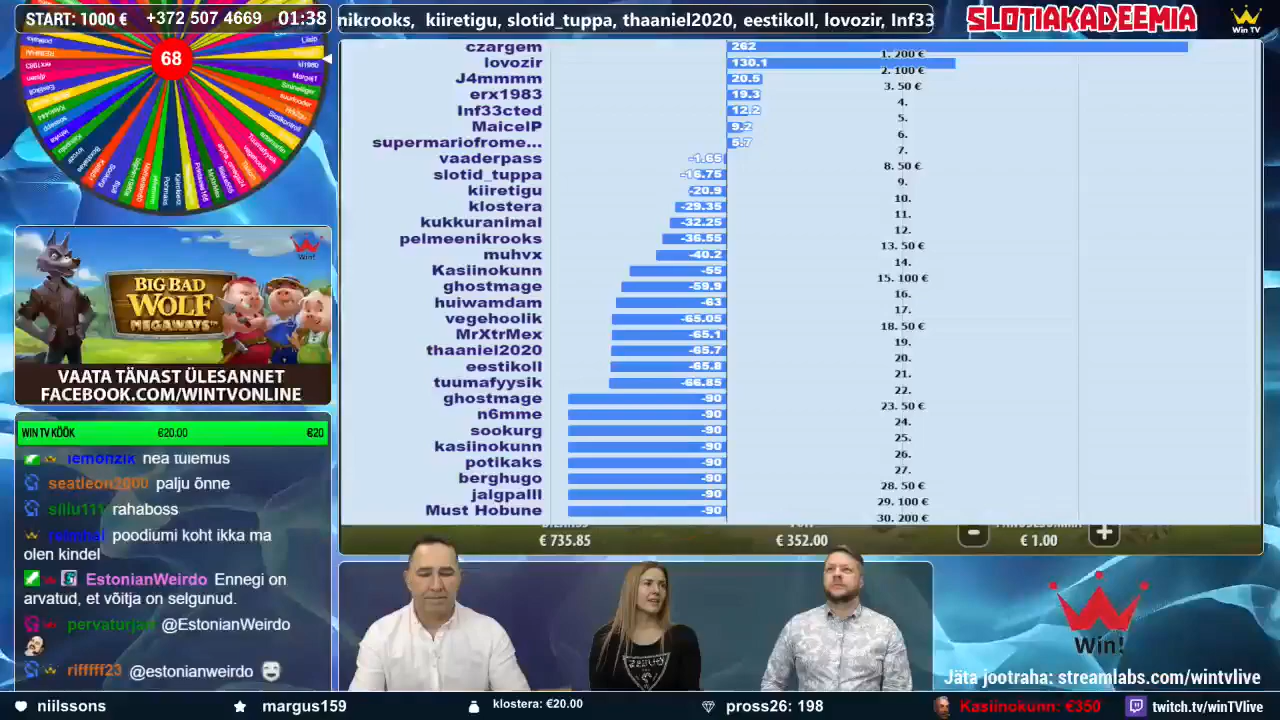 START: 1000 € +372 507 4669 01:38
nikrooks, kiiretigu, slotid_tuppa, thaaniel2020, eestikoll, lovozir, Inf33
SLOTIAKADEEMIA
Win TV
68
czargem 262 1. 200 €
lovozir 130.1 2. 100 €
J4mmmm 20.5 3. 50 €
erx1983 19.3 4.
Inf33cted 12.2 5.
MaicelP 9.2 6.
supermariofrome... 5.7 7.
vaaderpass -1.65 8. 50 €
slotid_tuppa -16.75 9.
kiiretigu -20.9 10.
klostera -29.35 11.
kukkuranimal -32.25 12.
pelmeenikrooks -36.55 13. 50 €
muhvx -40.2 14.
Kasiinokunn -55 15. 100 €
ghostmage -59.9 16.
huiwamdam -63 17.
vegehoolik -65.05 18. 50 €
MrXtrMex -65.1 19.
thaaniel2020 -65.7 20.
eestikoll -65.8 21.
tuumafyysik -66.85 22.
ghostmage -90 23. 50 €
n6mme -90 24.
sookurg -90 25.
kasiinokunn -90 26.
potikaks -90 27.
berghugo -90 28. 50 €
jalgpalll -90 29. 100 €
Must Hobune -90 30. 200 €
Win!
BIG BAD
WOLF
MEGAWAYS™
VAATA TÄNAST ÜLESANNET
FACEBOOK.COM/WINTVONLINE
WIN TV KÖÖK €20.00 €20
lemonzik nea tulemus
seatleon2000 palju õnne
sillu111 rahaboss
poodiumi koht ikka ma
olen kindel
EstonianWeirdo Ennegi on
arvatud, et võitja on selgunud.
@EstonianWeirdo
rifffff23 @estonianweirdo
€ 735.85 € 352.00 - € 1.00 +
Win!
Jäta jootraha: streamlabs.com/wintvlive
niilssons margus159 klostera: €20.00 pross26: 198 Kasiinokunn: €350 twitch.tv/winTVlive